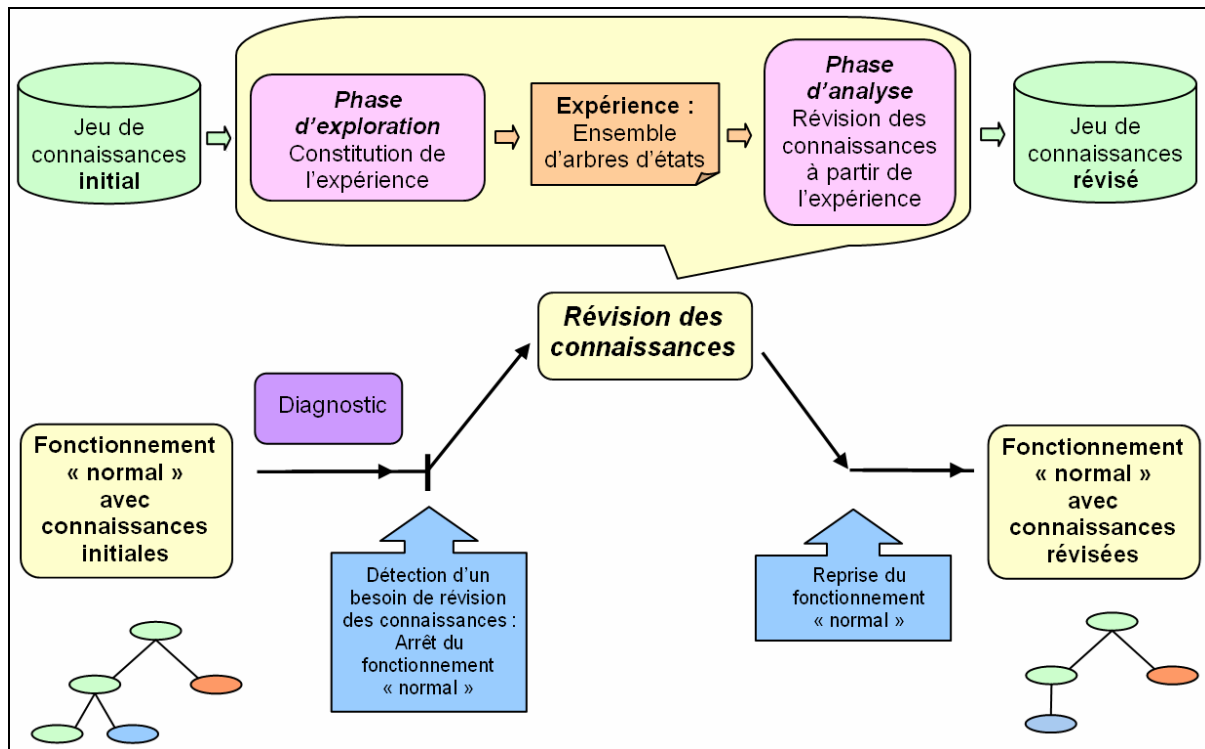 Jeu de
connaissances
initial
Phase
d'exploration
Constitution de
l'expérience
Expérience :
Ensemble
d'arbres d'états
Phase
d'analyse
Révision des
connaissances
à partir de
l'expérience
Jeu de
connaissances
révisé
Révision des
connaissances
Diagnostic
Fonctionnement
« normal »
avec
connaissances
initiales
Détection d'un
besoin de révision
des connaissances :
Arrêt du
fonctionnement
« normal »
Reprise du
fonctionnement
« normal »
Fonctionnement
« normal »
avec
connaissances
révisées